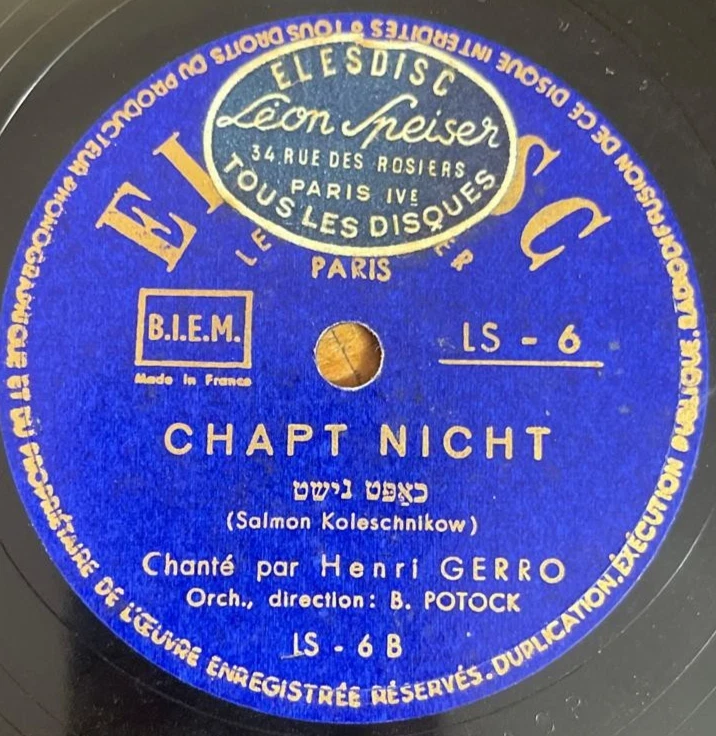 ELESDISC
Léon Speiser
34. RUE DES ROSIERS
PARIS IVE
TOUS LES DISQUES
PARIS
B.I.E.M.
Made in France
LS - 6
CHAPT NICHT
כאַפּט נישט
(Salmon Koleschnikow)
Chanté par Henri GERRO
Orch., direction: B. POTOCK
LS - 6 B
TOUS DROITS DU PRODUCTEUR PHONOGRAPHIQUE ET DU PROPRIÉTAIRE DE L'ŒUVRE ENREGISTRÉE RÉSERVÉS. DUPLICATION. EXÉCUTION PUBLIQUE. RADIODIFFUSION DE CE DISQUE INTERDITES